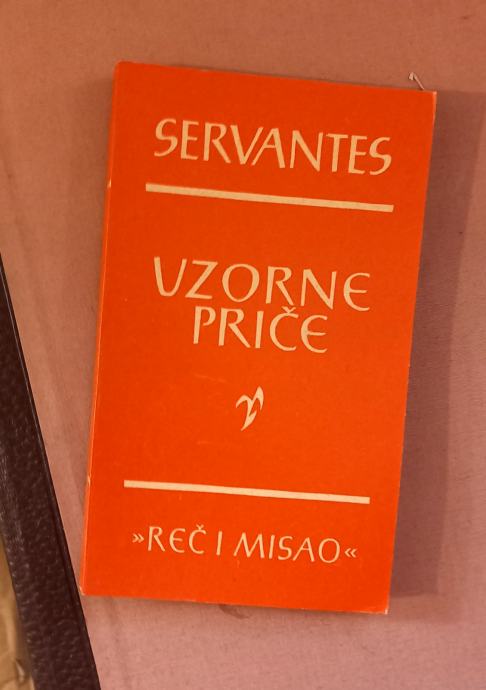 SERVANTES
UZORNE
PRIČE
»REČ I MISAO«